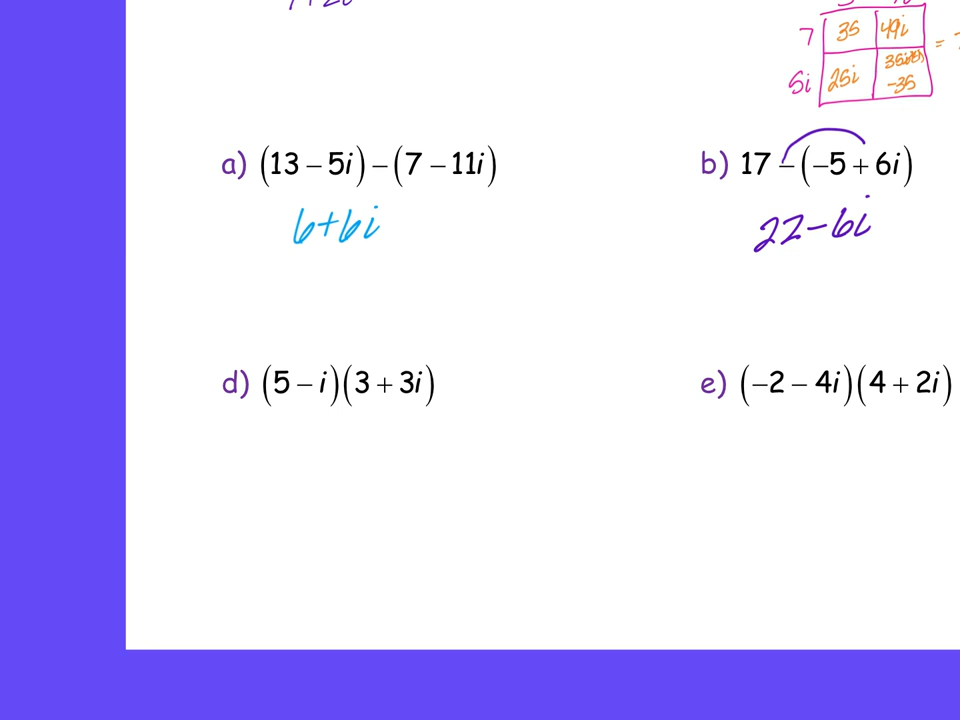 7 35 49i =
5i 25i -35
a) (13 – 5i) – (7 – 11i)
b) 17 – (–5 + 6i)
6+6i
22-6i
d) (5 – i)(3 + 3i)
e) (–2 – 4i)(4 + 2i)